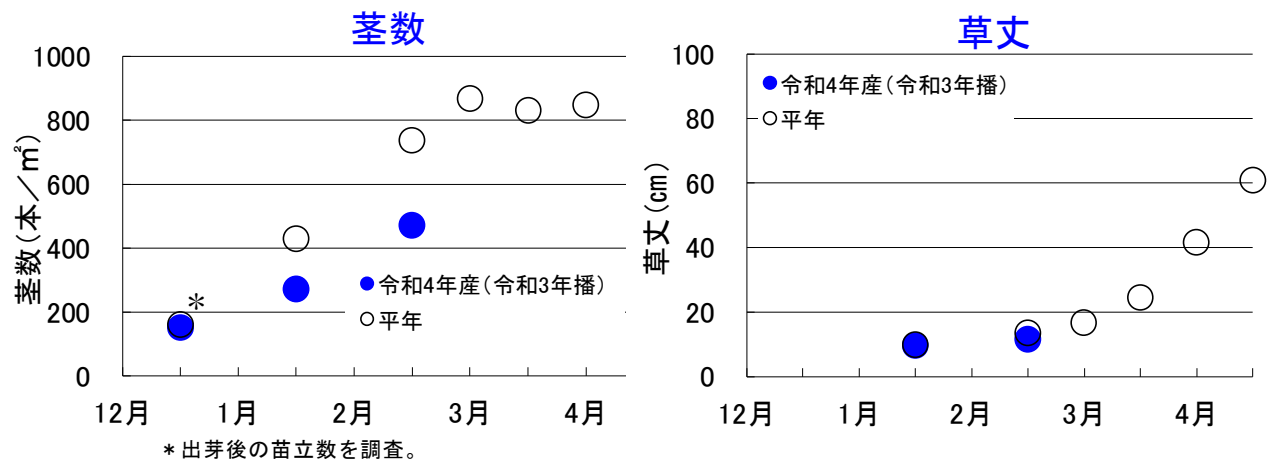 茎数
1000
800
600
400
200
0
茎数(本/㎡)
*
●令和4年産(令和3年播)
○平年
12月 1月 2月 3月 4月
*出芽後の苗立数を調査。
草丈
100
80
60
40
20
0
草丈(cm)
●令和4年産(令和3年播)
○平年
12月 1月 2月 3月 4月